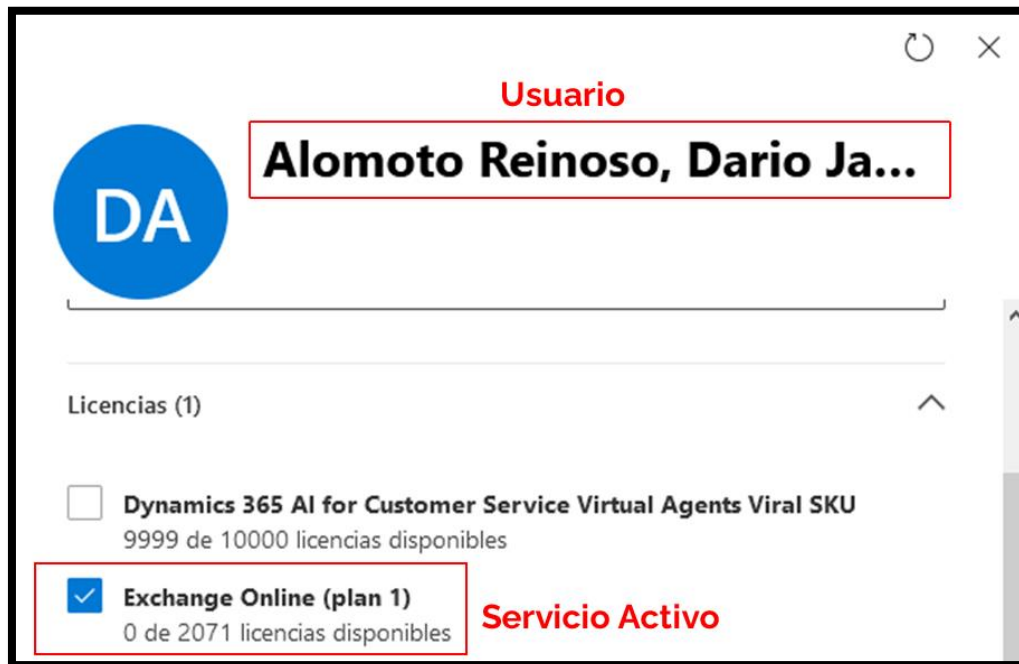 Usuario
Alomoto Reinoso, Dario Ja...
DA
Licencias (1)
Dynamics 365 AI for Customer Service Virtual Agents Viral SKU
9999 de 10000 licencias disponibles
Exchange Online (plan 1)
0 de 2071 licencias disponibles
Servicio Activo